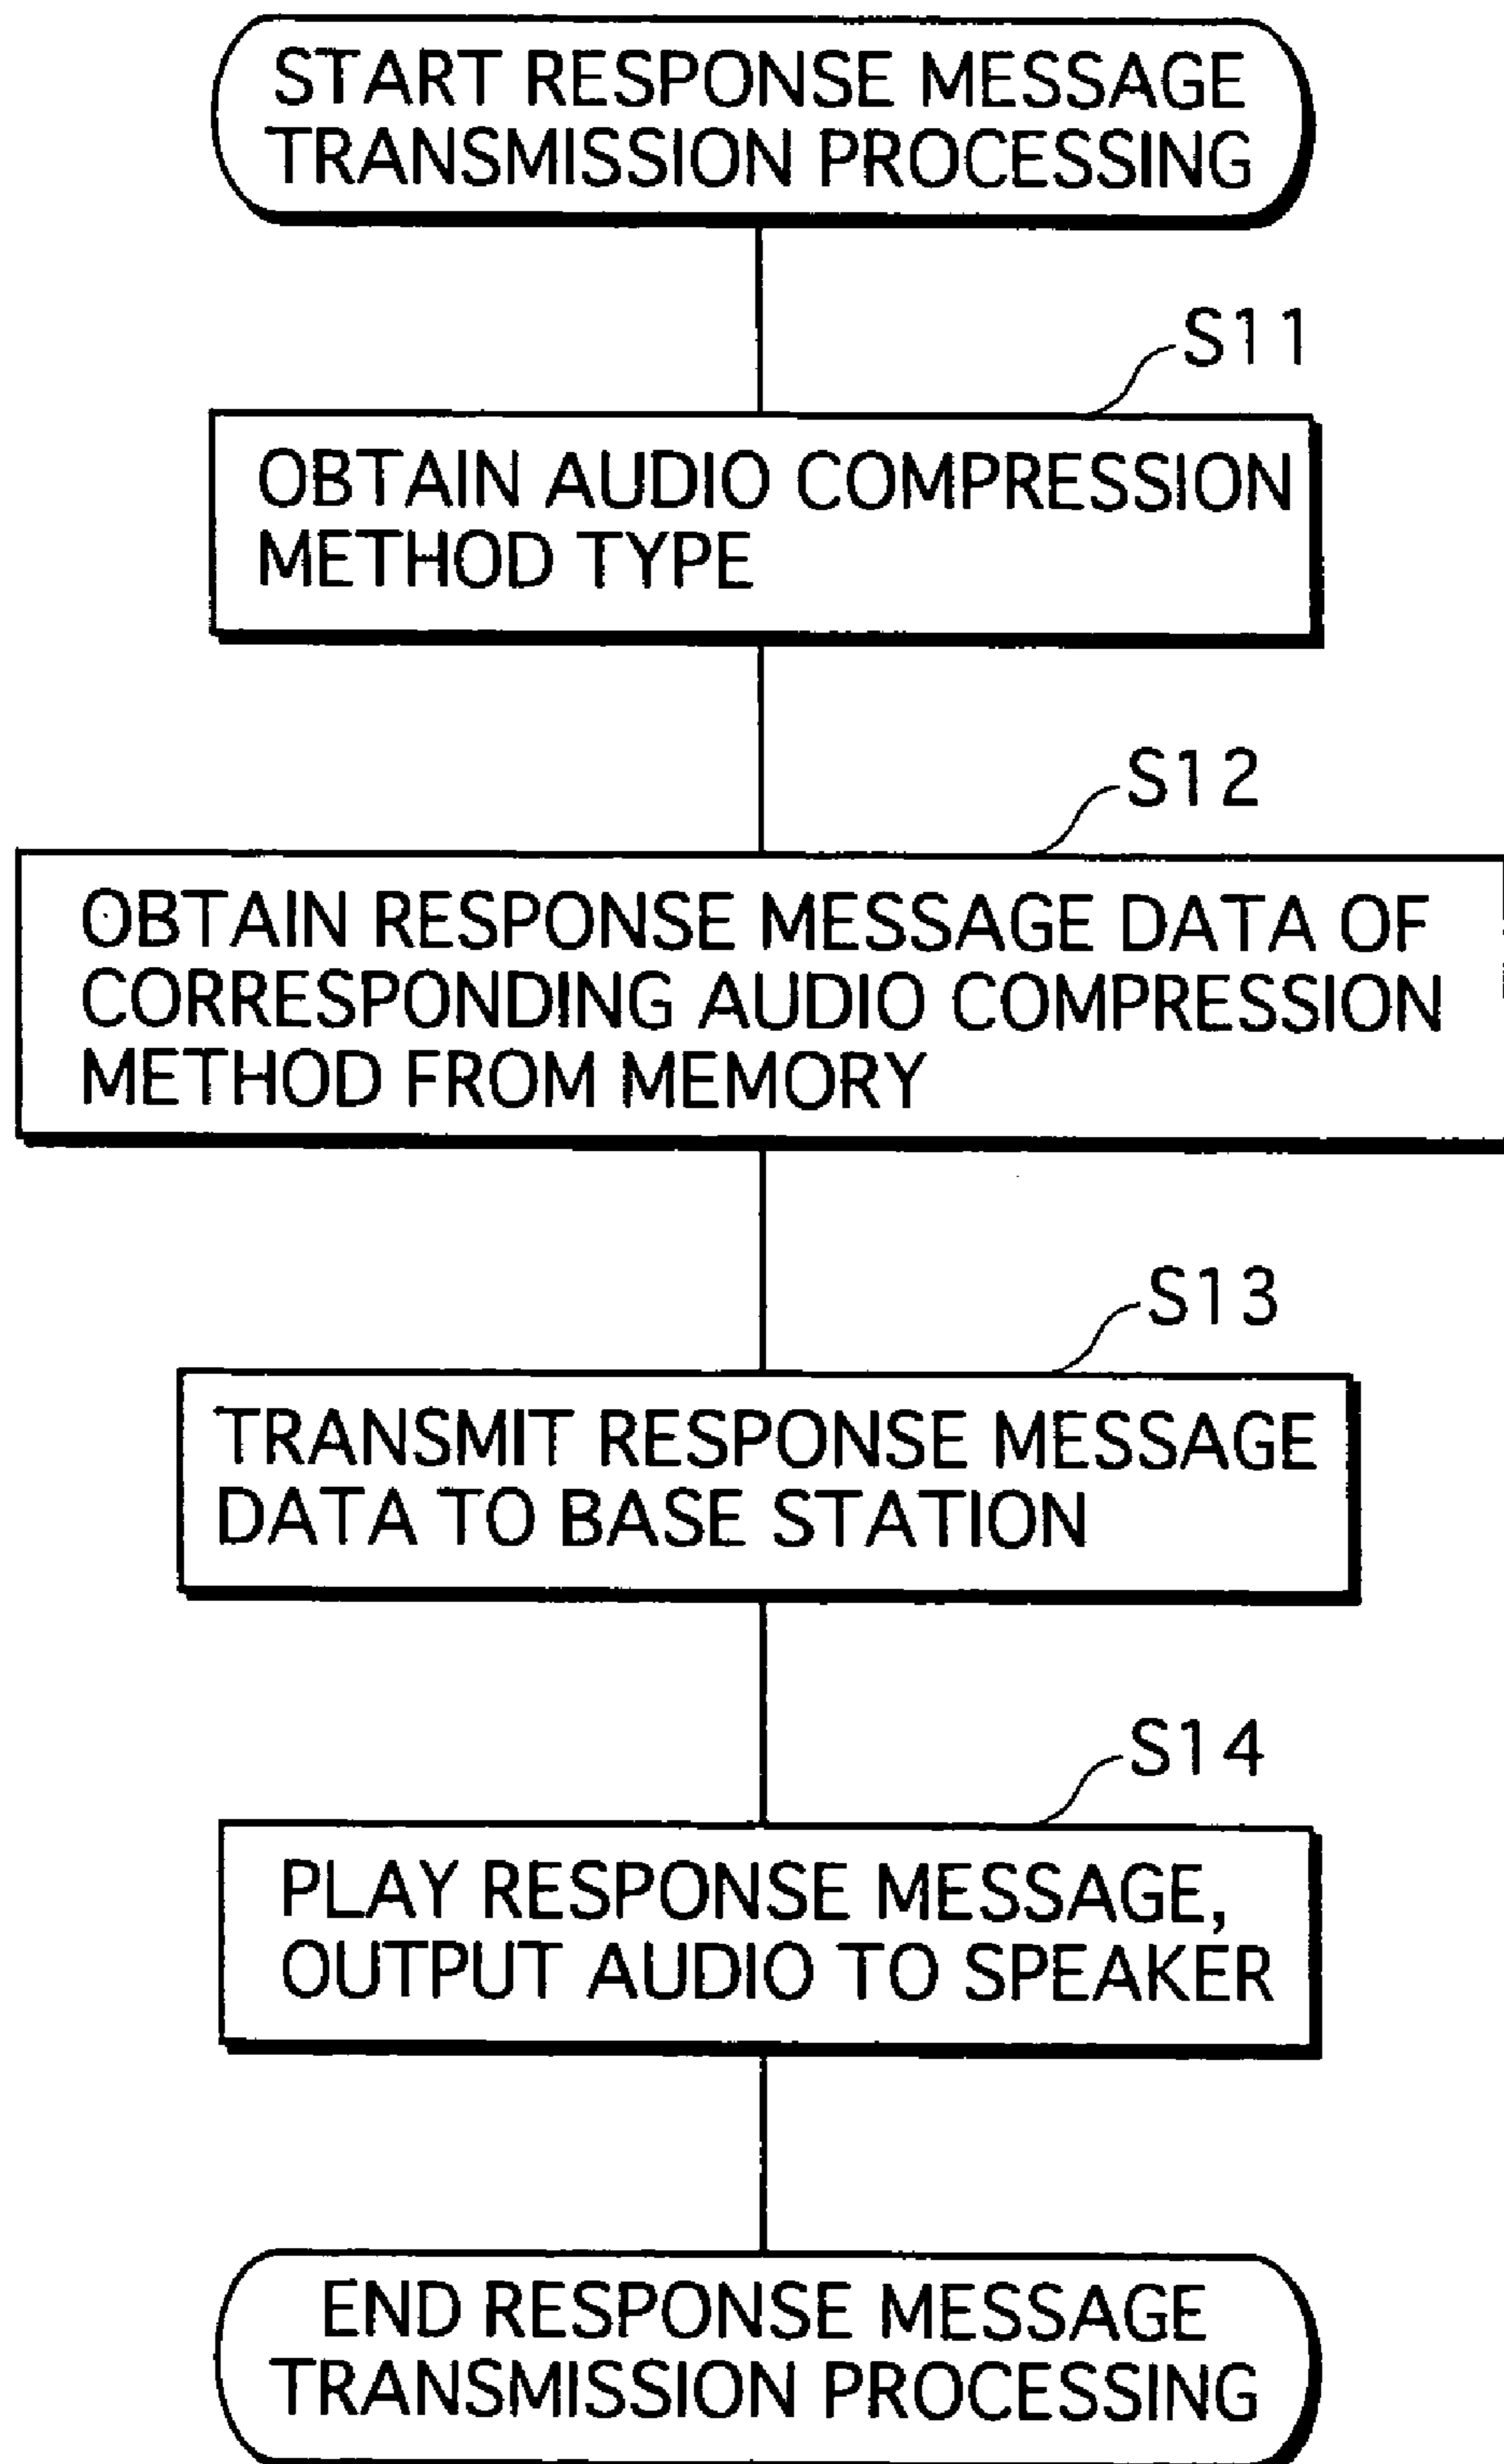 START RESPONSE MESSAGE
TRANSMISSION PROCESSING
S11
OBTAIN AUDIO COMPRESSION
METHOD TYPE
S12
OBTAIN RESPONSE MESSAGE DATA OF
CORRESPONDING AUDIO COMPRESSION
METHOD FROM MEMORY
S13
TRANSMIT RESPONSE MESSAGE
DATA TO BASE STATION
S14
PLAY RESPONSE MESSAGE,
OUTPUT AUDIO TO SPEAKER
END RESPONSE MESSAGE
TRANSMISSION PROCESSING